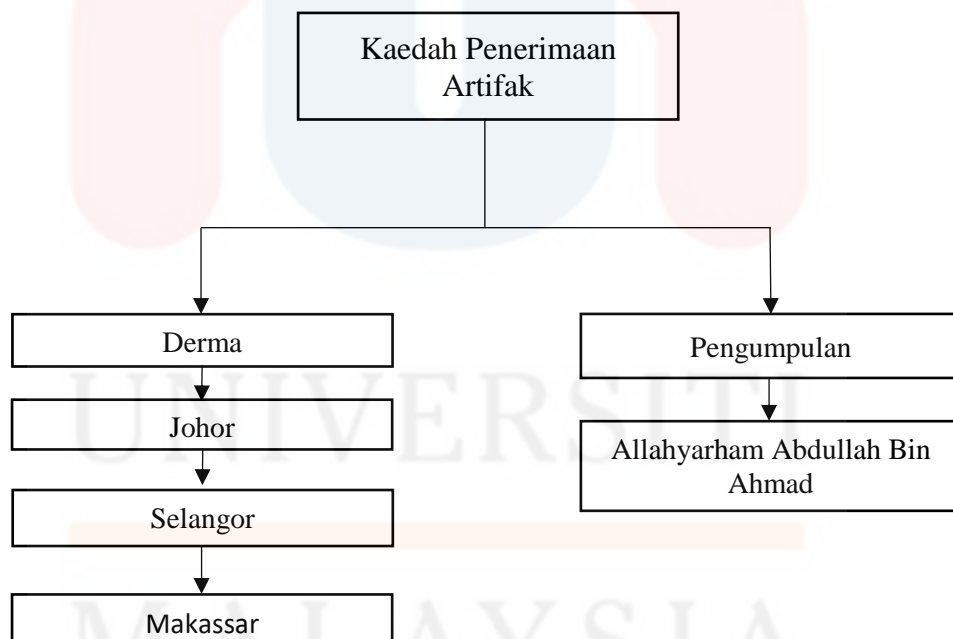 Kaedah Penerimaan
Artifak
Derma
Pengumpulan
Johor
Allahyarham Abdullah Bin
Ahmad
Selangor
Makassar
UNIVERSITI
MALAYSIA